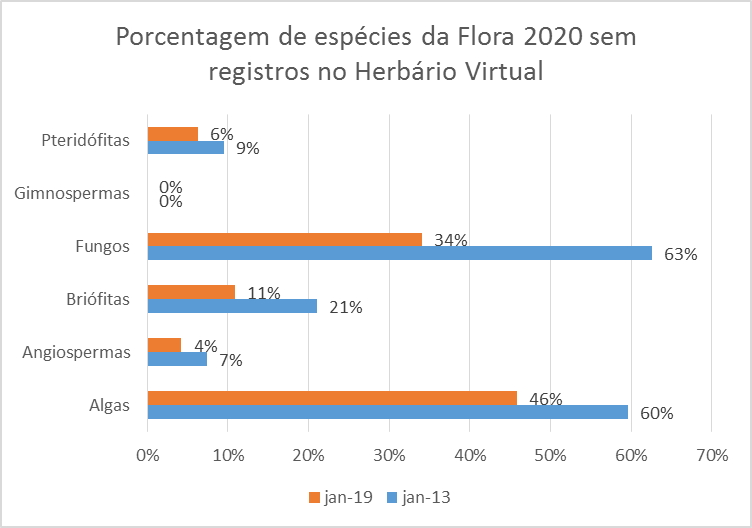 Porcentagem de espécies da Flora 2020 sem
registros no Herbário Virtual
Pteridófitas
6%
9%
Gimnospermas
0%
0%
Fungos
34%
63%
Briófitas
11%
21%
Angiospermas
4%
7%
Algas
46%
60%
0% 10% 20% 30% 40% 50% 60% 70%
jan-19 jan-13